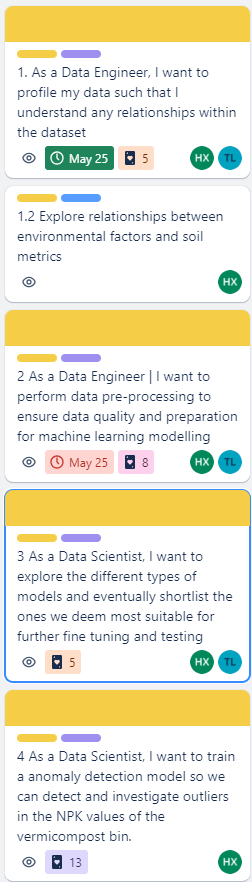 1. As a Data Engineer, I want to
profile my data such that I
understand any relationships within
the dataset
May 25 5 HX TL
1.2 Explore relationships between
environmental factors and soil
metrics
HX
2 As a Data Engineer | I want to
perform data pre-processing to
ensure data quality and preparation
for machine learning modelling
May 25 8 HX TL
3 As a Data Scientist, I want to
explore the different types of
models and eventually shortlist the
ones we deem most suitable for
further fine tuning and testing
5 HX TL
4 As a Data Scientist, I want to train
a anomaly detection model so we
can detect and investigate outliers
in the NPK values of the
vermicompost bin.
13 HX